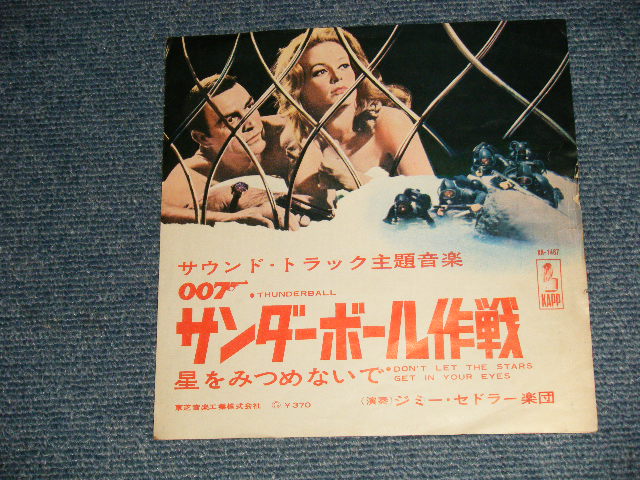 KR-1467
KAPP
サウンド・トラック主題音楽
007
・THUNDERBALL
サンダーボール作戦
星をみつめないで・DON'T LET THE STARS
GET IN YOUR EYES
東芝音楽工業株式会社 ￥370
(演奏)ジミー・セドラー楽団